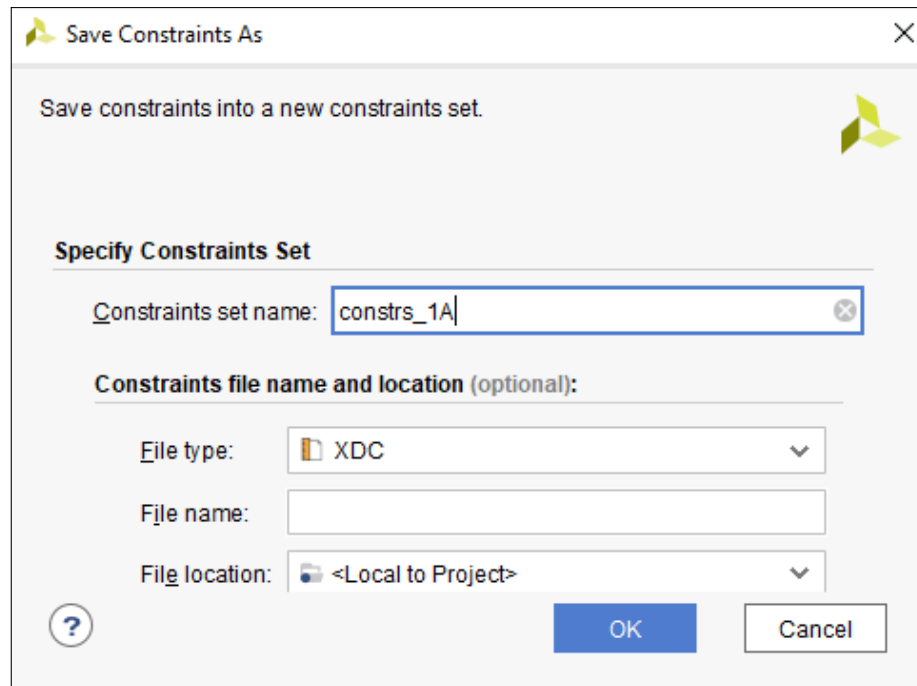 Save Constraints As
Save constraints into a new constraints set.
Specify Constraints Set
Constraints set name: constrs_1A
Constraints file name and location (optional):
File type: XDC
File name:
File location: <Local to Project>
? OK Cancel